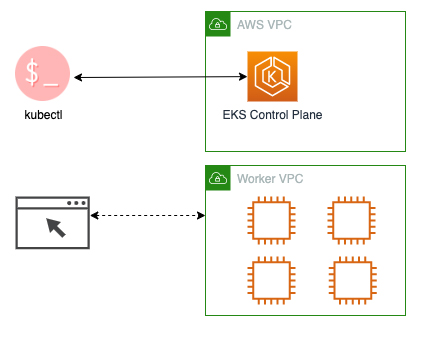 AWS VPC
$_
kubectl
EKS Control Plane
Worker VPC